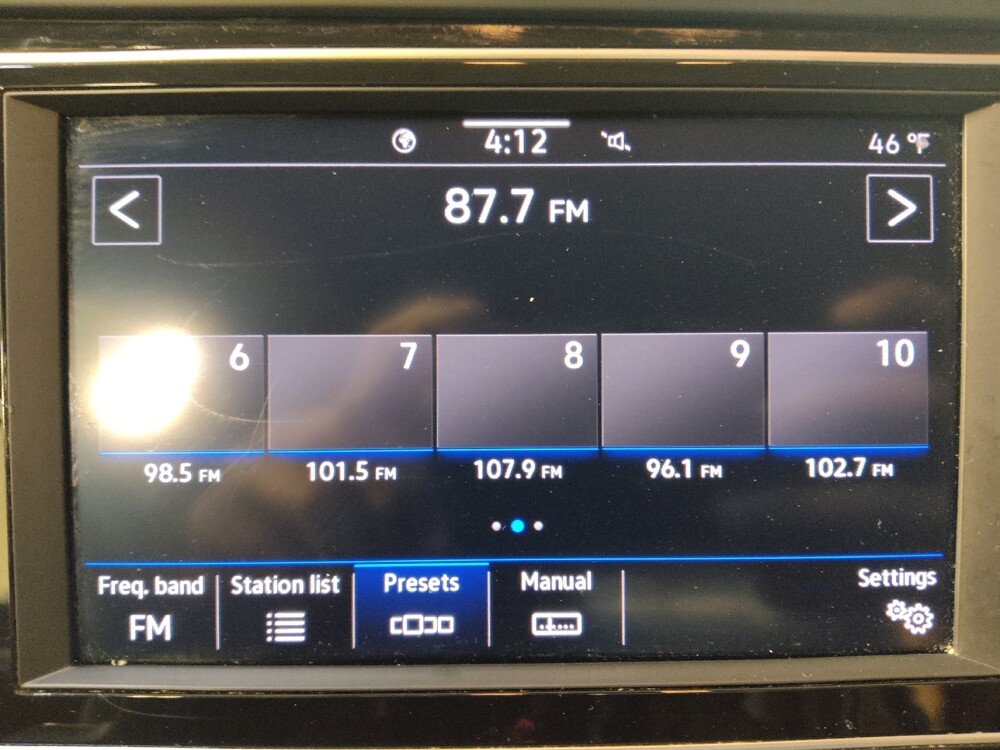 4:12
46 °F
87.7 FM
6 7 8 9 10
98.5 FM 101.5 FM 107.9 FM 96.1 FM 102.7 FM
Freq. band Station list Presets Manual Settings
FM